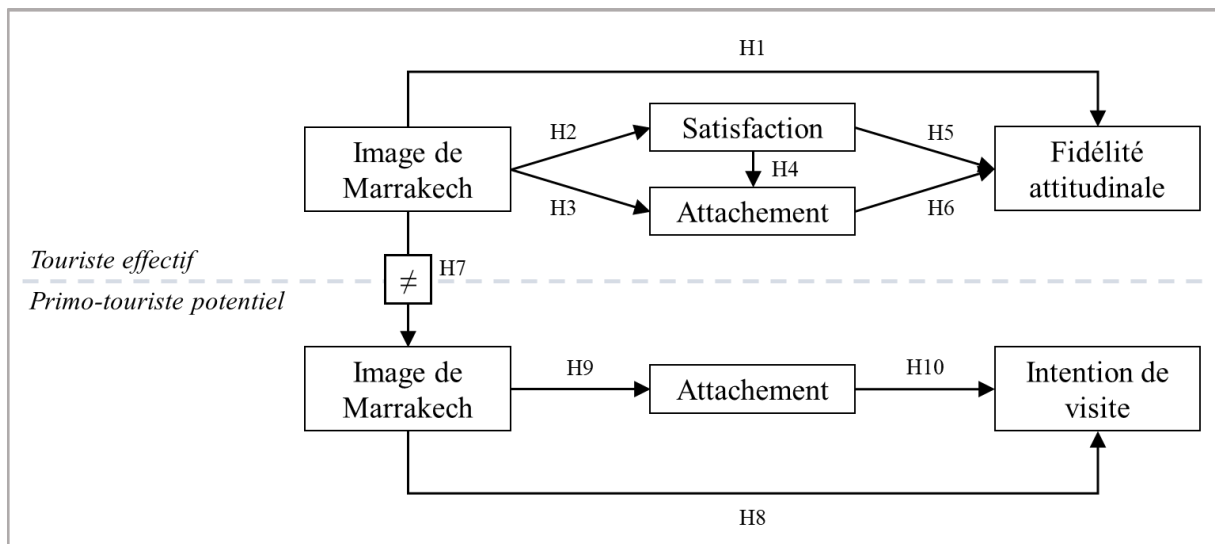 H1
Image de
Marrakech
H2
H3
Satisfaction
H4
Attachement
H5
H6
Fidélité
attitudinale
Touriste effectif
≠
H7
Primo-touriste potentiel
Image de
Marrakech
H9
Attachement
H10
Intention de
visite
H8